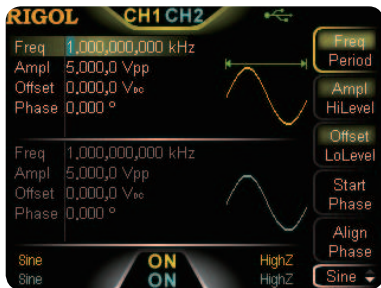 RIGOL CH1 CH2
Freq 1.000,000,000 kHz
Ampl 5.000,0 Vpp
Offset 0.000,0 VDC
Phase 0.000 °
Freq 1.000,000,000 kHz
Ampl 5.000,0 Vpp
Offset 0.000,0 VDC
Phase 0.000 °
Sine ON HighZ
Sine ON HighZ
Freq
Period
Ampl
HiLevel
Offset
LoLevel
Start
Phase
Align
Phase
Sine